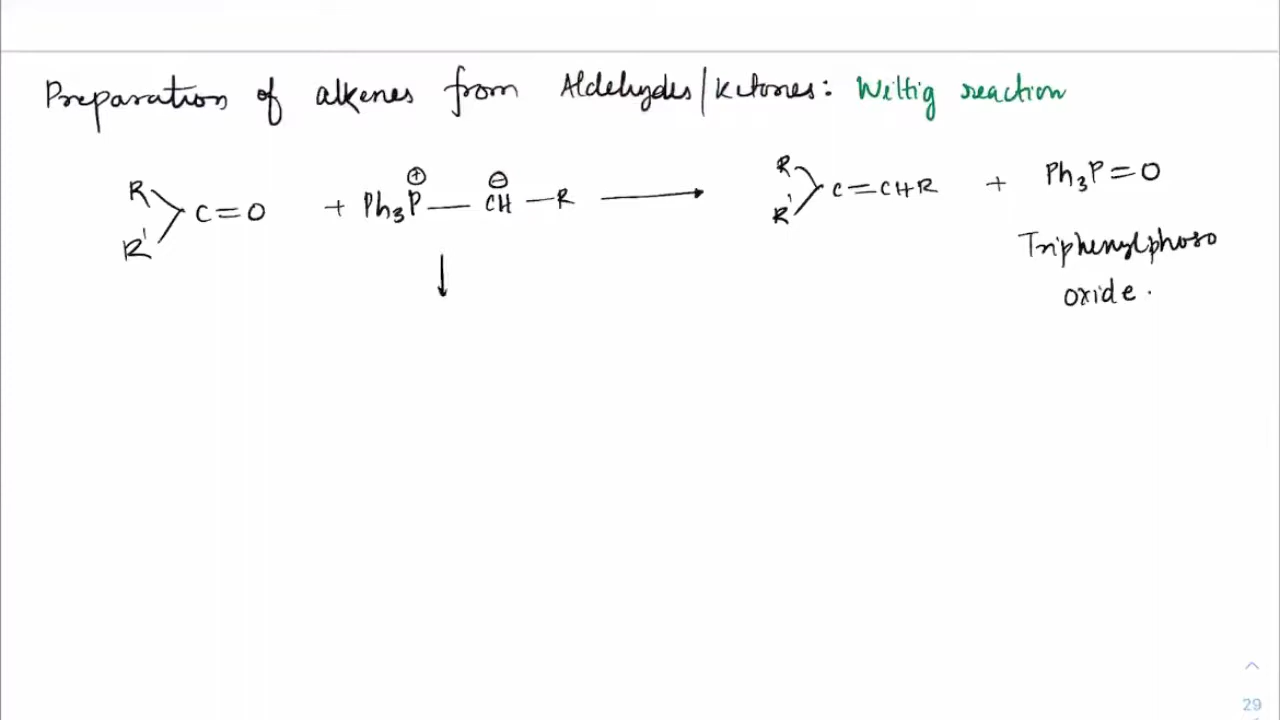 Preparation of alkenes from Aldehydes/Ketones: Wittig reaction
R
R'
C=O + Ph₃P⊕—CH⊖—R ⟶
R
R'
C=CHR + Ph₃P=O
Triphenylphoso
oxide.
29